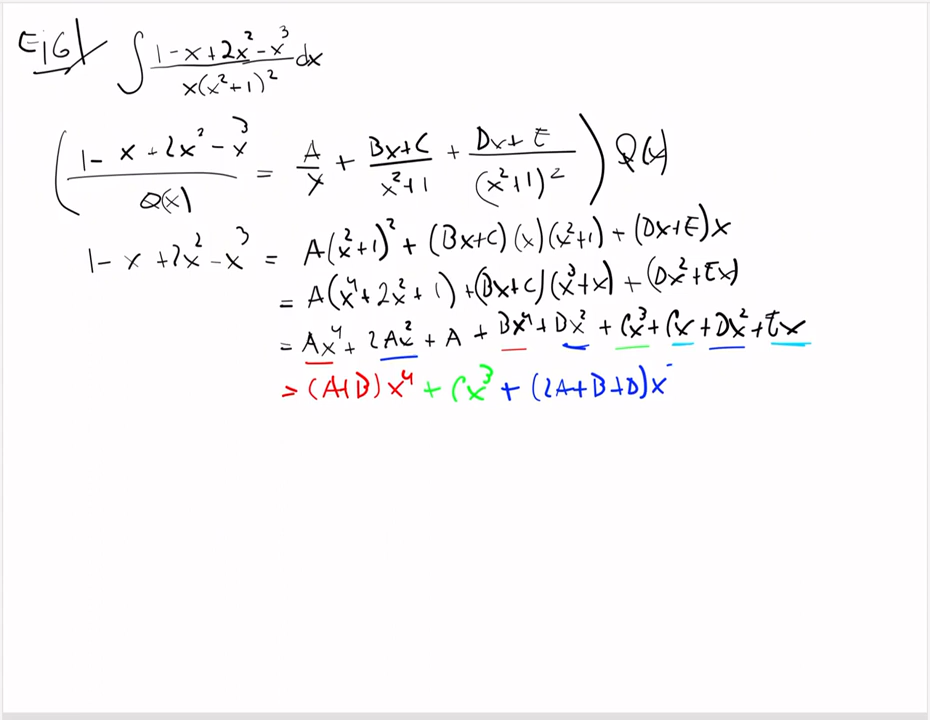 E16) ∫ (1-x+2x²-x³)/(x(x²+1)²) dx
( (1-x+2x²-x³)/Q(x) = A/x + (Bx+C)/(x²+1) + (Dx+E)/(x²+1)² ) Q(x)
1-x+2x²-x³ = A(x²+1)² + (Bx+C)(x)(x²+1) + (Dx+E)x
= A(x⁴+2x²+1) + (Bx+C)(x³+x) + (Dx²+Ex)
= Ax⁴ + 2Ax² + A + Bx⁴ + Dx² + Cx³ + Cx + Dx² + Ex
= (A+B)x⁴ + Cx³ + (2A+B+D)x